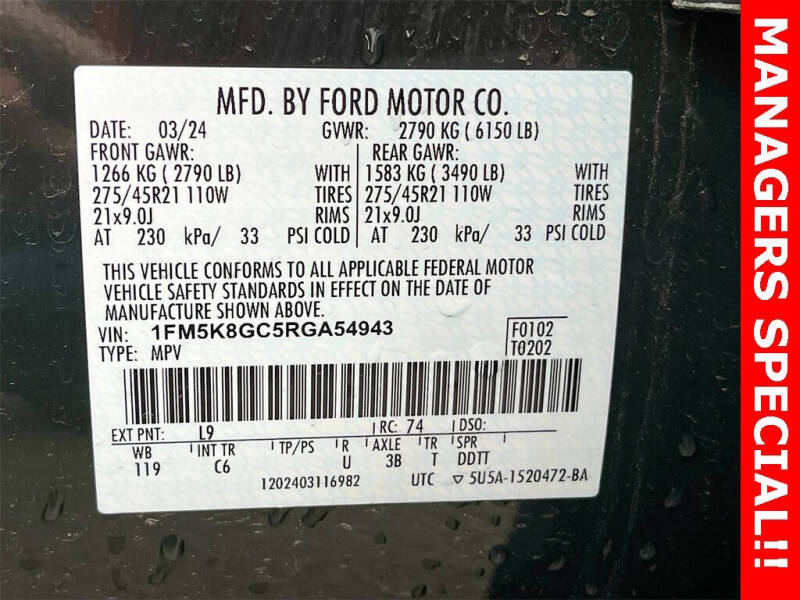 MFD. BY FORD MOTOR CO.
DATE: 03/24 GVWR: 2790 KG ( 6150 LB)
FRONT GAWR: REAR GAWR:
1266 KG ( 2790 LB) WITH 1583 KG ( 3490 LB) WITH
275/45R21 110W TIRES 275/45R21 110W TIRES
21x9.0J RIMS 21x9.0J RIMS
AT 230 kPa/ 33 PSI COLD AT 230 kPa/ 33 PSI COLD
THIS VEHICLE CONFORMS TO ALL APPLICABLE FEDERAL MOTOR
VEHICLE SAFETY STANDARDS IN EFFECT ON THE DATE OF
MANUFACTURE SHOWN ABOVE.
VIN: 1FM5K8GC5RGA54943 F0102
TYPE: MPV T0202
EXT PNT: L9 RC: 74 DSO:
WB INT TR TP/PS R AXLE TR SPR
119 C6 U 3B T DDTT
1202403116982 UTC ▽ 5U5A-1520472-BA
MANAGERS SPECIAL!!